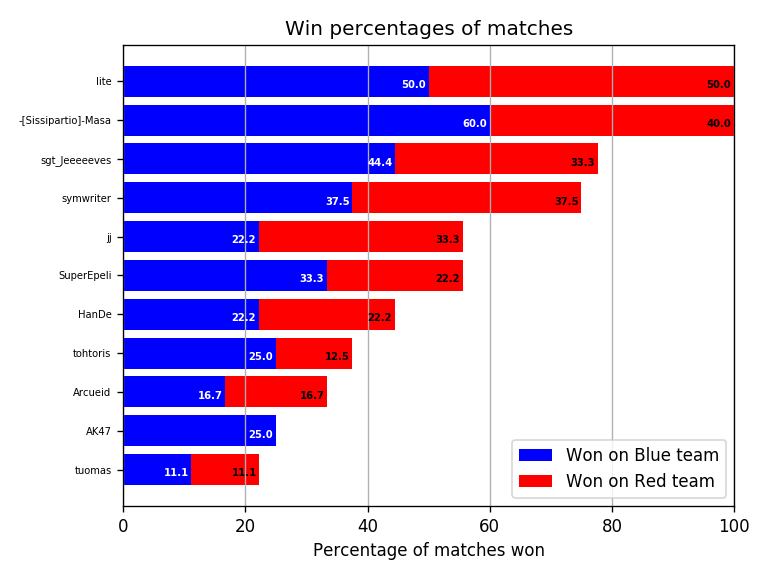 Win percentages of matches
lite 50.0 50.0
-[Sissipartio]-Masa 60.0 40.0
sgt_Jeeeeeves 44.4 33.3
symwriter 37.5 37.5
jj 22.2 33.3
SuperEpeli 33.3 22.2
HanDe 22.2 22.2
tohtoris 25.0 12.5
Arcueid 16.7 16.7
AK47 25.0
tuomas 11.1 11.1
Won on Blue team
Won on Red team
0 20 40 60 80 100
Percentage of matches won